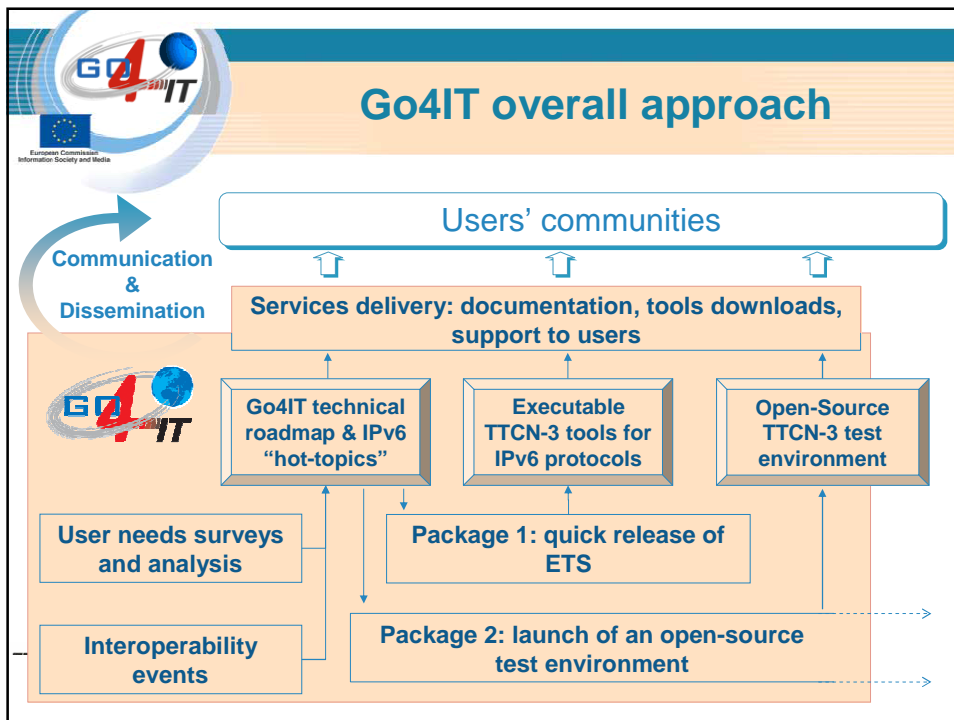 GO4IT
European Commission
Information Society and Media
Go4IT overall approach
Users’ communities
Communication
&
Dissemination
Services delivery: documentation, tools downloads,
support to users
GO4IT
Go4IT technical
roadmap & IPv6
“hot-topics”
Executable
TTCN-3 tools for
IPv6 protocols
Open-Source
TTCN-3 test
environment
User needs surveys
and analysis
Package 1: quick release of
ETS
Interoperability
events
Package 2: launch of an open-source
test environment